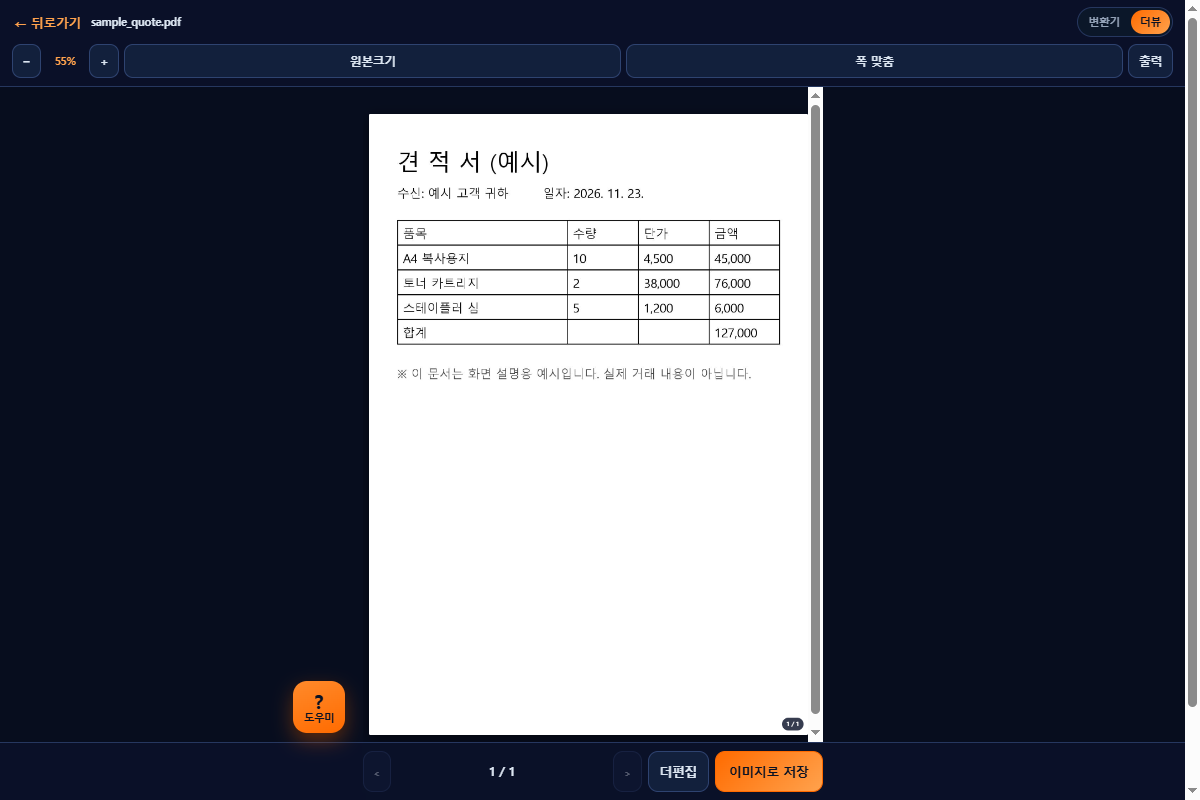 ← 뒤로가기 sample_quote.pdf 변환기 더뷰
− 55% + 원본크기 폭 맞춤 출력
견 적 서 (예시)
수신: 예시 고객 귀하 일자: 2026. 11. 23.
품목 수량 단가 금액
A4 복사용지 10 4,500 45,000
토너 카트리지 2 38,000 76,000
스테이플러 심 5 1,200 6,000
합계 127,000
※ 이 문서는 화면 설명용 예시입니다. 실제 거래 내용이 아닙니다.
?
도우미
1 / 1
< 1 / 1 > 더편집 이미지로 저장